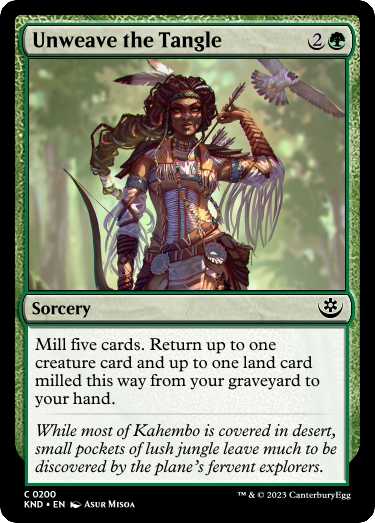 Unweave the Tangle 2
Sorcery
Mill five cards. Return up to one
creature card and up to one land card
milled this way from your graveyard to
your hand.
While most of Kahembo is covered in desert,
small pockets of lush jungle leave much to be
discovered by the plane's fervent explorers.
C 0200
KND • EN Asur Misoa
™ & © 2023 CanterburyEgg